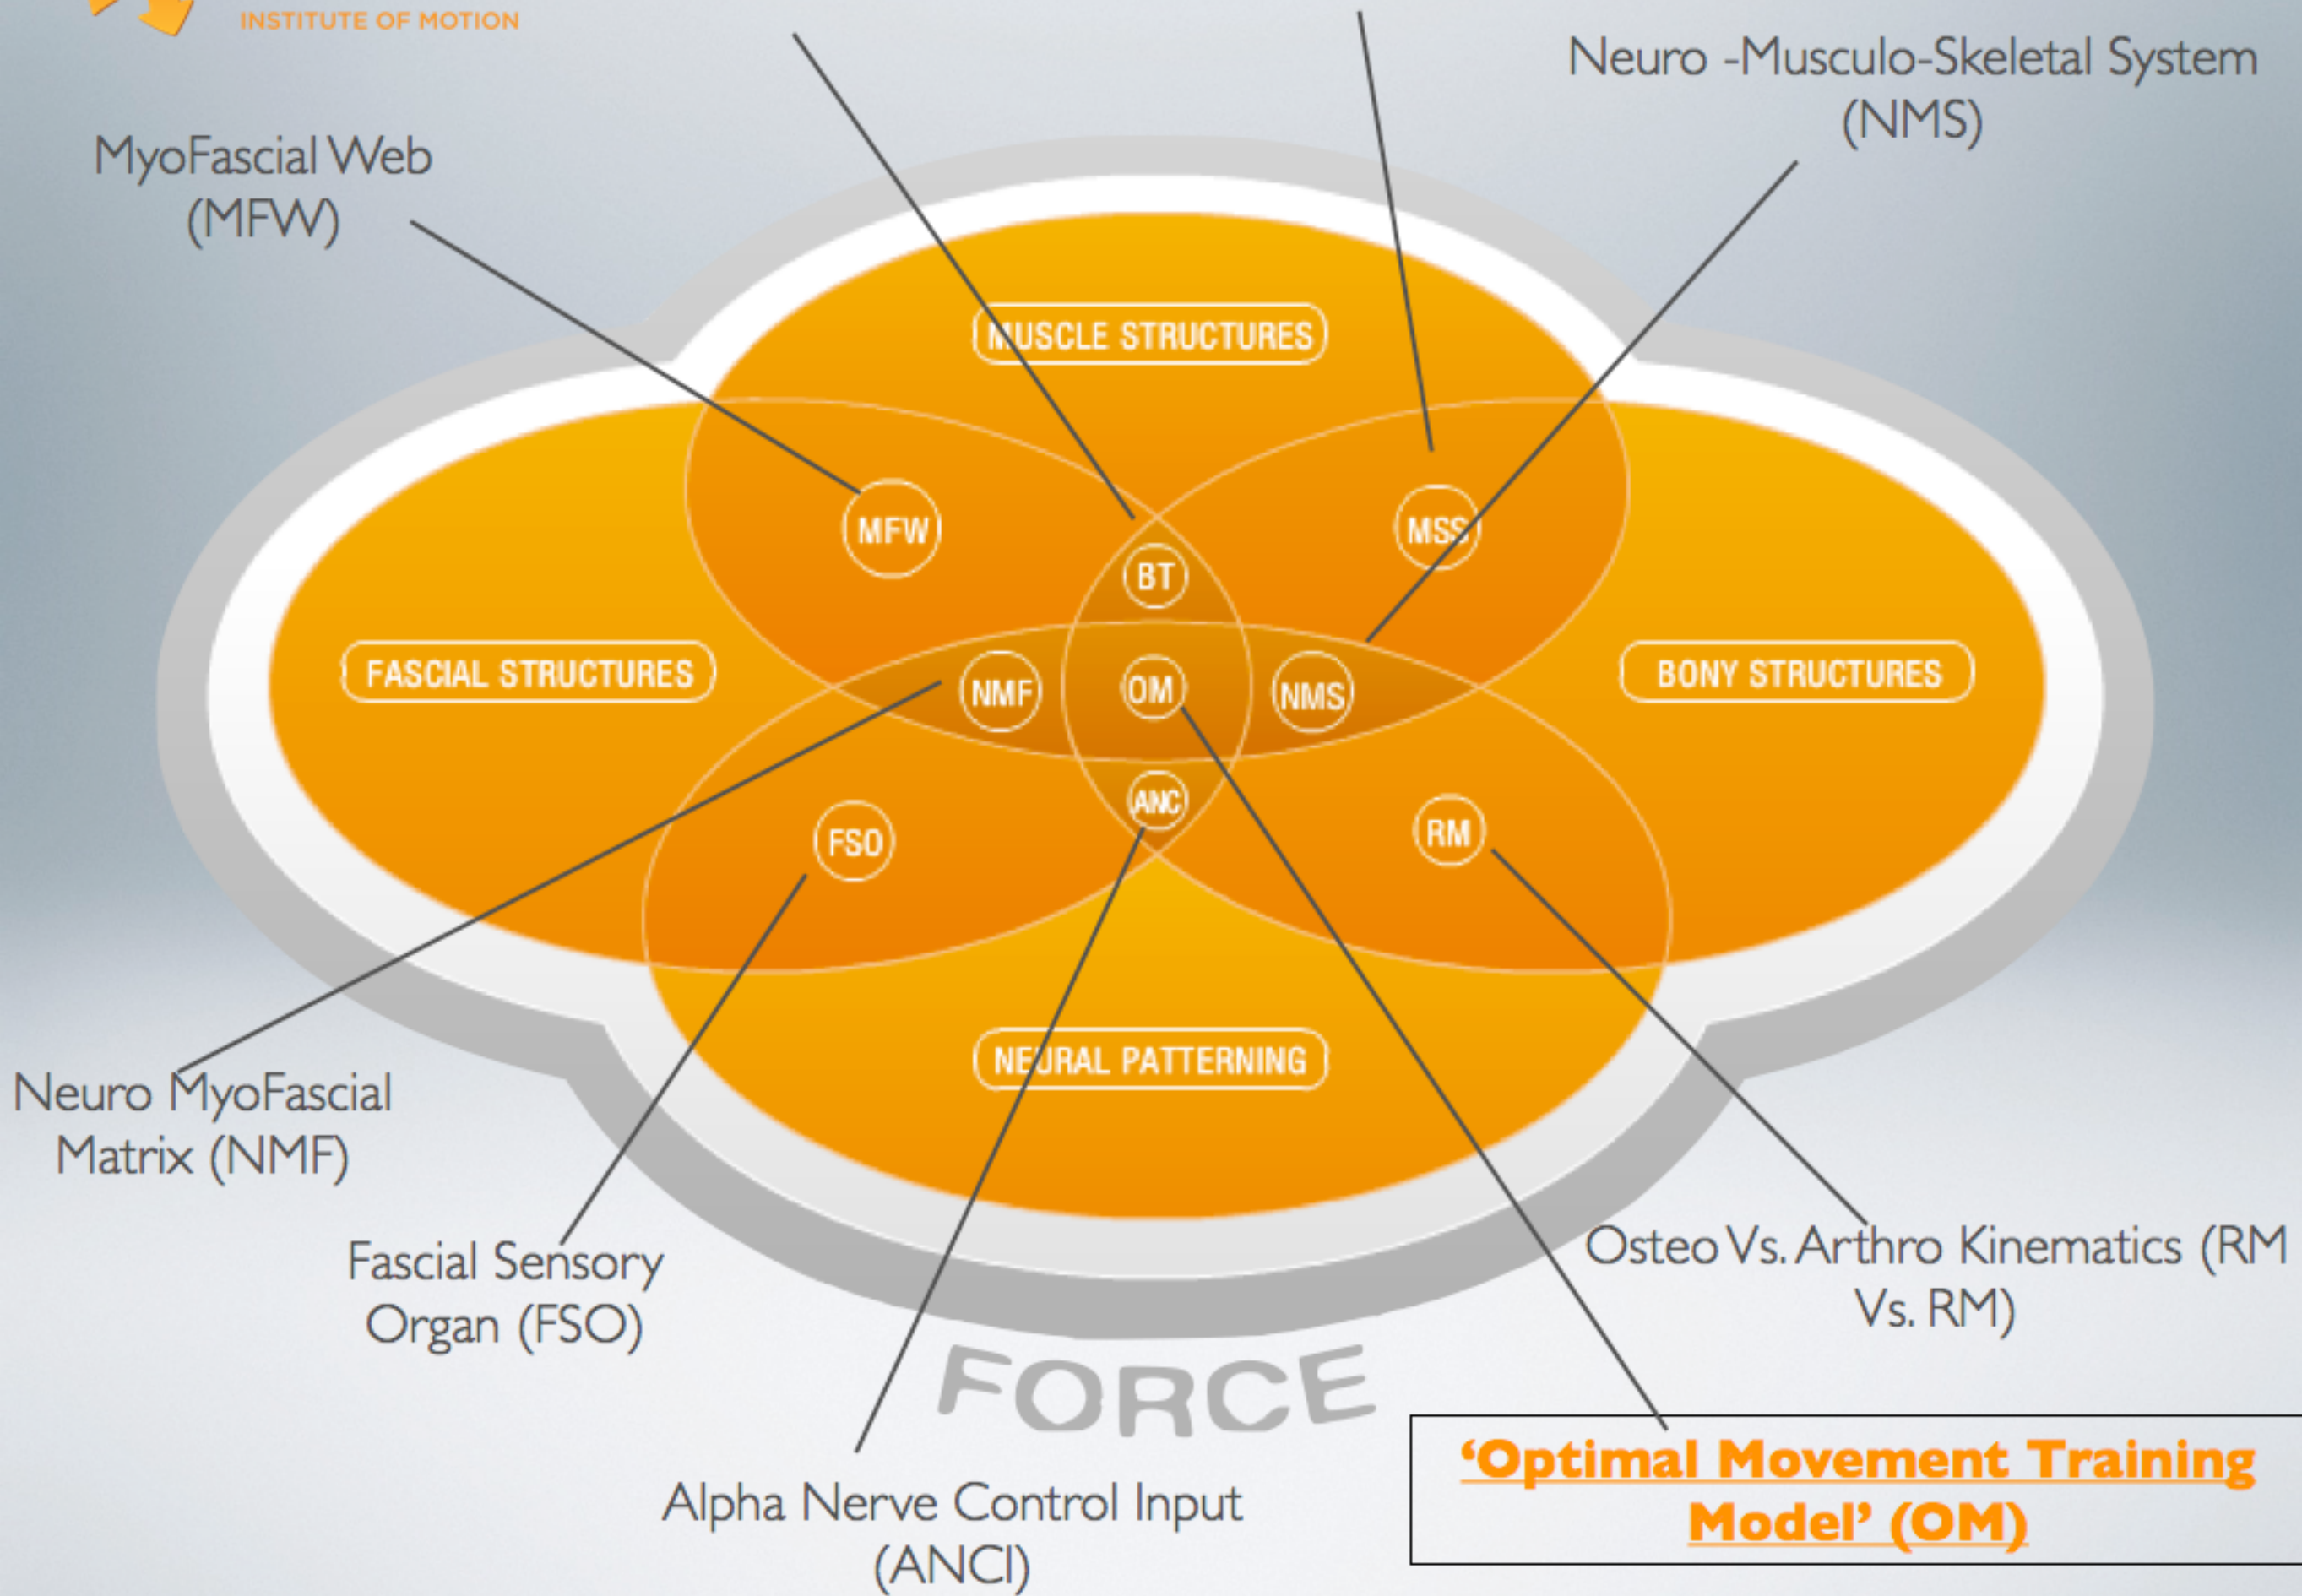 INSTITUTE OF MOTION
Neuro -Musculo-Skeletal System
(NMS)
MyoFascial Web
(MFW)
MUSCLE STRUCTURES
MFW
MSS
BT
FASCIAL STRUCTURES
BONY STRUCTURES
NMF
OM
NMS
ANC
FSO
RM
NEURAL PATTERNING
Neuro MyoFascial
Matrix (NMF)
Fascial Sensory
Organ (FSO)
Osteo Vs. Arthro Kinematics (RM
Vs. RM)
FORCE
Alpha Nerve Control Input
(ANCI)
‘Optimal Movement Training
Model’ (OM)